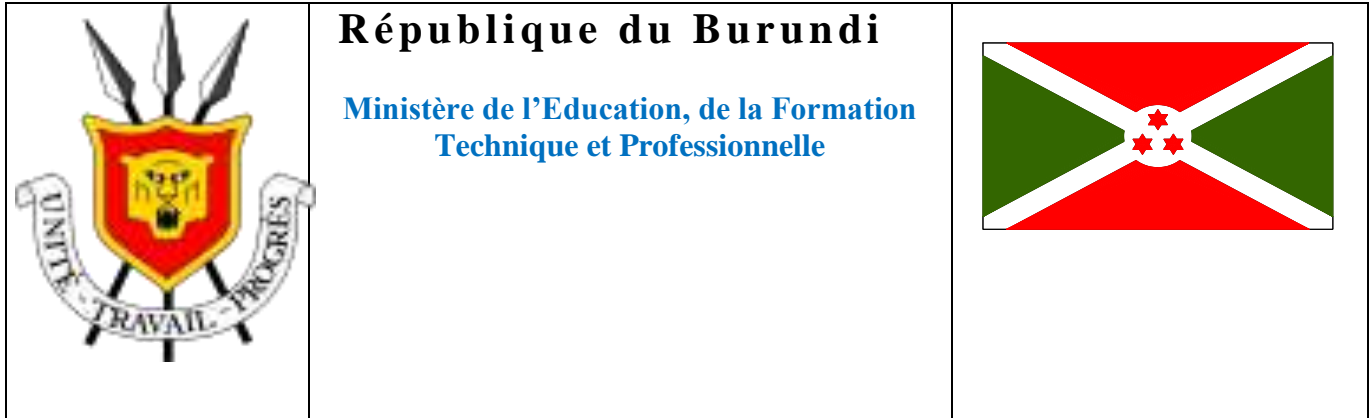 République du Burundi
Ministère de l’Education, de la Formation
Technique et Professionnelle
UNITE - TRAVAIL - PROGRES